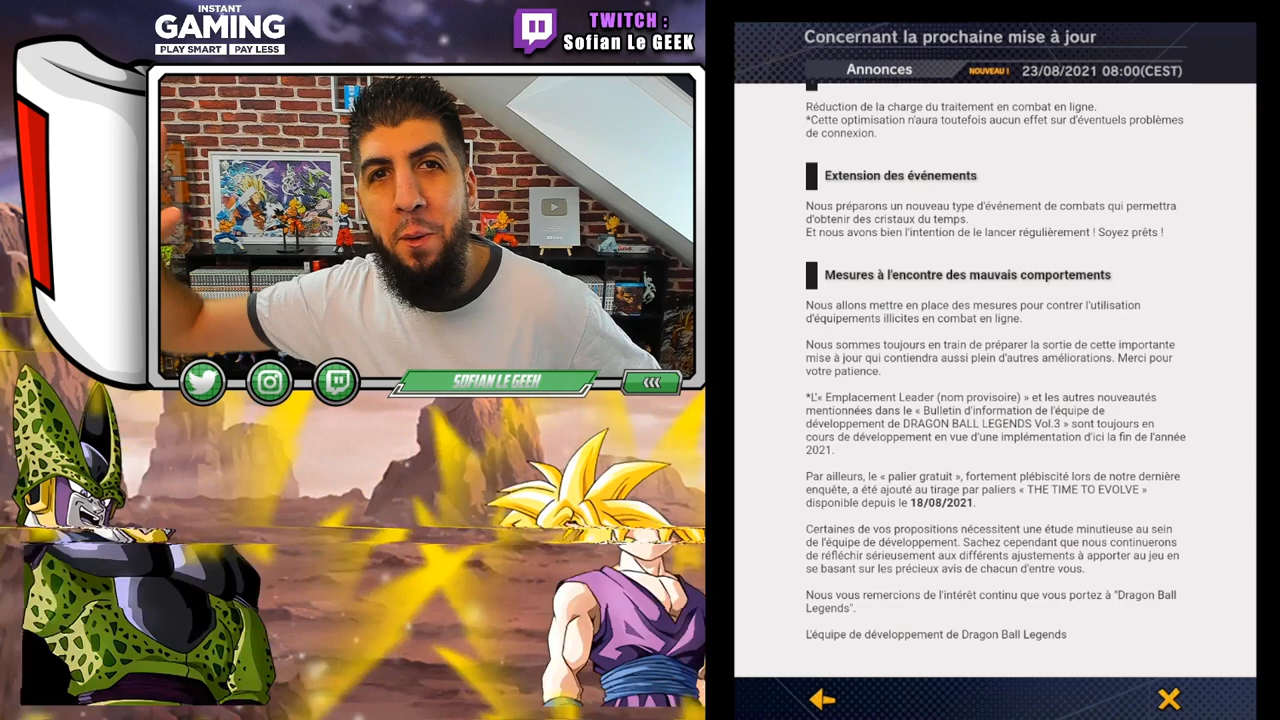 INSTANT
GAMING
PLAY SMART | PAY LESS
TWITCH :
Sofian Le GEEK
SOFIAN LE GEEK
Concernant la prochaine mise à jour
Annonces NOUVEAU ! 23/08/2021 08:00(CEST)
Réduction de la charge du traitement en combat en ligne.
*Cette optimisation n'aura toutefois aucun effet sur d'éventuels problèmes
de connexion.
Extension des événements
Nous préparons un nouveau type d'événement de combats qui permettra
d'obtenir des cristaux du temps.
Et nous avons bien l'intention de le lancer régulièrement ! Soyez prêts !
Mesures à l'encontre des mauvais comportements
Nous allons mettre en place des mesures pour contrer l'utilisation
d'équipements illicites en combat en ligne.
Nous sommes toujours en train de préparer la sortie de cette importante
mise à jour qui contiendra aussi plein d'autres améliorations. Merci pour
votre patience.
*L'« Emplacement Leader (nom provisoire) » et les autres nouveautés
mentionnées dans le « Bulletin d'information de l'équipe de
développement de DRAGON BALL LEGENDS Vol.3 » sont toujours en
cours de développement en vue d'une implémentation d'ici la fin de l'année
2021.
Par ailleurs, le « palier gratuit », fortement plébiscité lors de notre dernière
enquête, a été ajouté au tirage par paliers « THE TIME TO EVOLVE »
disponible depuis le 18/08/2021.
Certaines de vos propositions nécessitent une étude minutieuse au sein
de l'équipe de développement. Sachez cependant que nous continuerons
de réfléchir sérieusement aux différents ajustements à apporter au jeu en
se basant sur les précieux avis de chacun d'entre vous.
Nous vous remercions de l'intérêt continu que vous portez à "Dragon Ball
Legends".
L'équipe de développement de Dragon Ball Legends